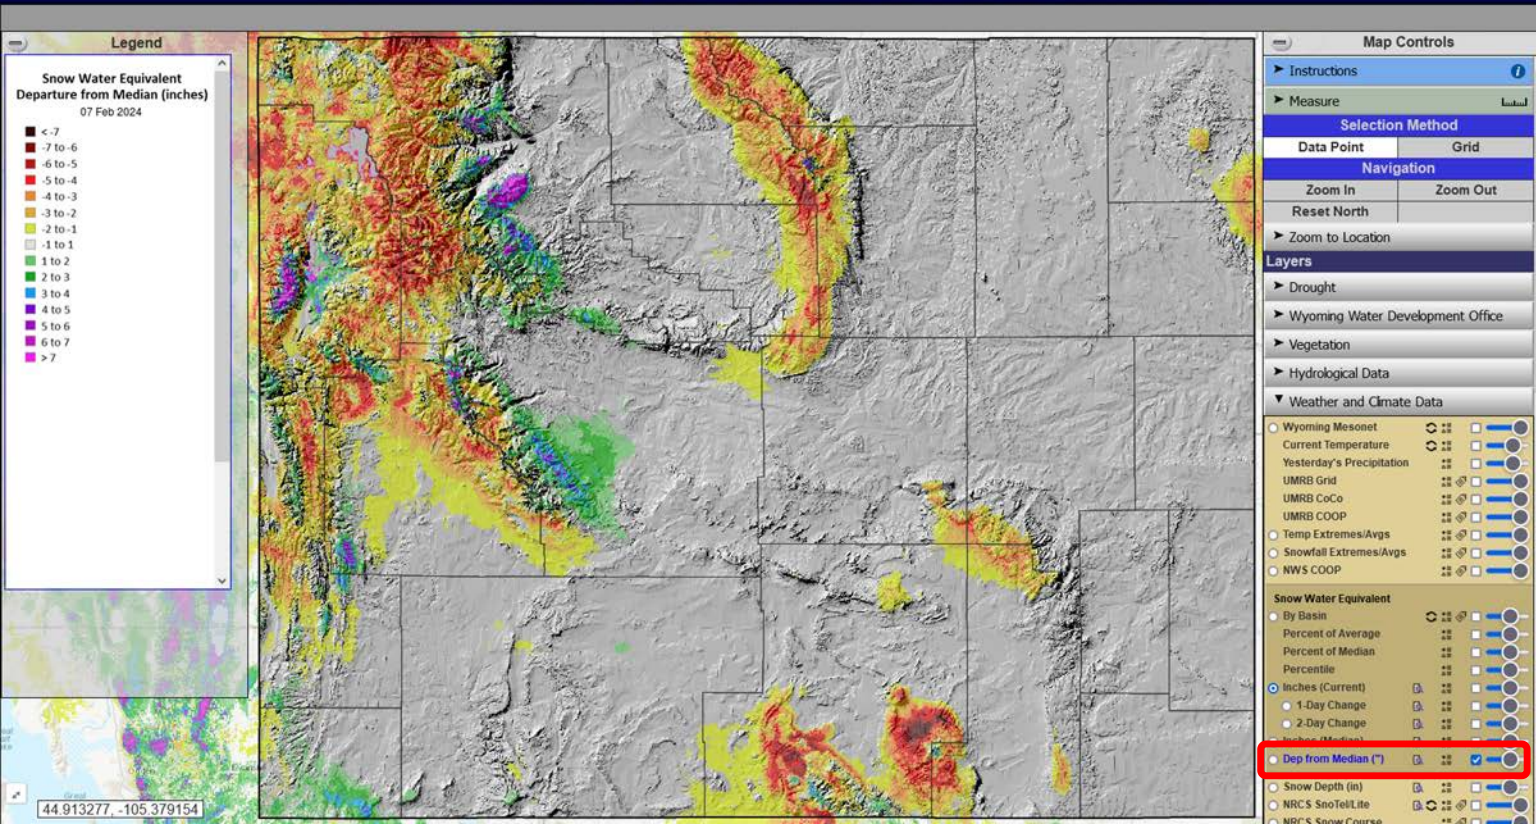 Legend
Snow Water Equivalent
Departure from Median (inches)
07 Feb 2024
< -7
-7 to -6
-6 to -5
-5 to -4
-4 to -3
-3 to -2
-2 to -1
-1 to 1
1 to 2
2 to 3
3 to 4
4 to 5
5 to 6
6 to 7
> 7
44.913277, -105.379154
Map Controls
Instructions
Measure
Selection Method
Data Point Grid
Navigation
Zoom In Zoom Out
Reset North
Zoom to Location
Layers
Drought
Wyoming Water Development Office
Vegetation
Hydrological Data
Weather and Climate Data
Wyoming Mesonet
Current Temperature
Yesterday's Precipitation
UMRB Grid
UMRB CoCo
UMRB COOP
Temp Extremes/Avgs
Snowfall Extremes/Avgs
NWS COOP
Snow Water Equivalent
By Basin
Percent of Average
Percent of Median
Percentile
Inches (Current)
1-Day Change
2-Day Change
Inches (Median)
Dep from Median (")
Snow Depth (in)
NRCS SnoTel/Lite
NRCS Snow Course